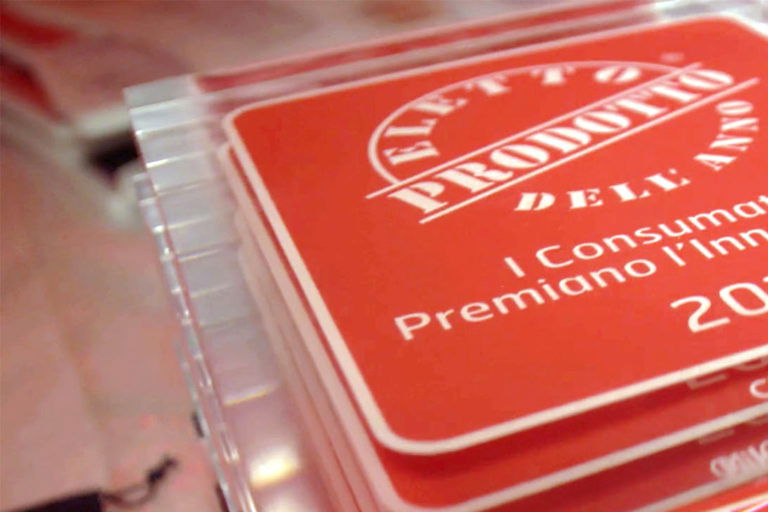 ELETTO
PRODOTTO
DELL' ANNO
I Consumat
Premiano l'Inn
20